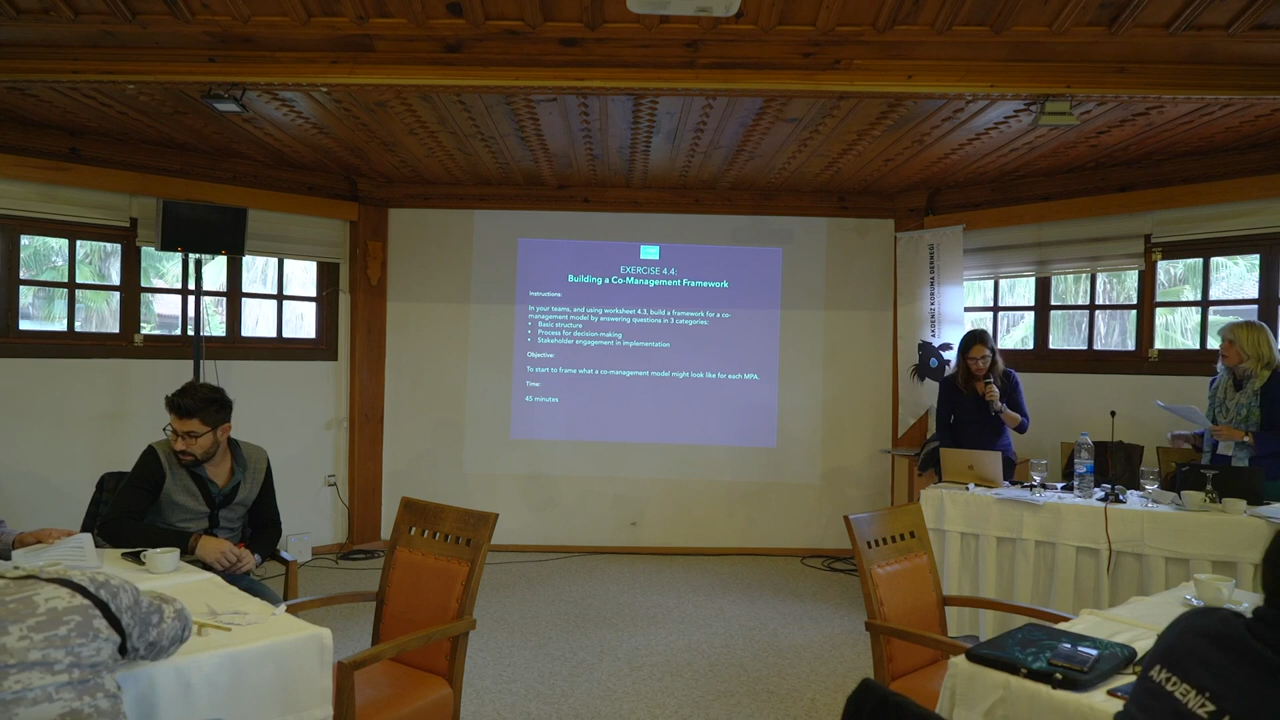 EXERCISE 4.4:
Building a Co-Management Framework
Instructions:
In your teams, and using worksheet 4.3, build a framework for a co-
management model by answering questions in 3 categories:
• Basic structure
• Process for decision-making
• Stakeholder engagement in implementation
Objective:
To start to frame what a co-management model might look like for each MPA.
Time:
45 minutes
AKDENİZ KORUMA DERNEĞİ
AKDENİZ